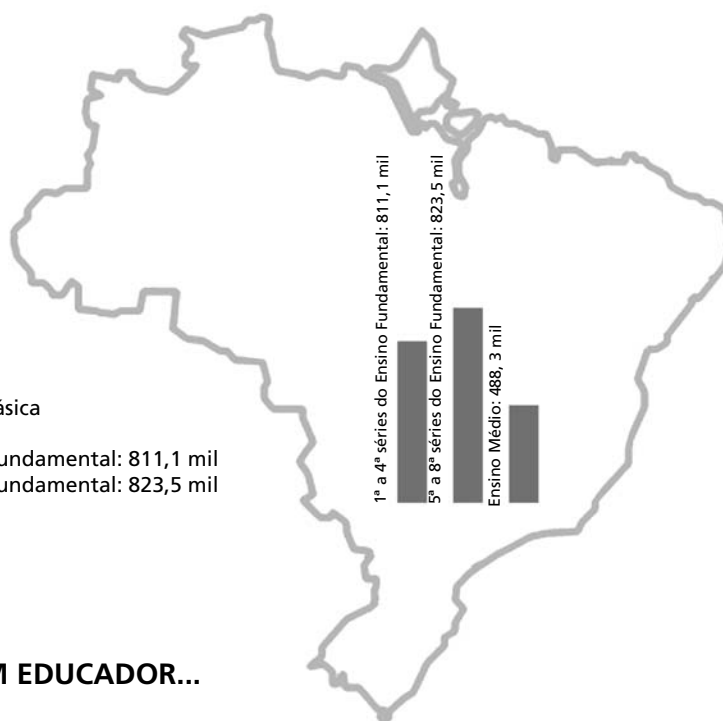 1ª a 4ª séries do Ensino Fundamental: 811,1 mil
5ª a 8ª séries do Ensino Fundamental: 823,5 mil
Ensino Médio: 488, 3 mil
ásica
undamental: 811,1 mil
undamental: 823,5 mil
M EDUCADOR...